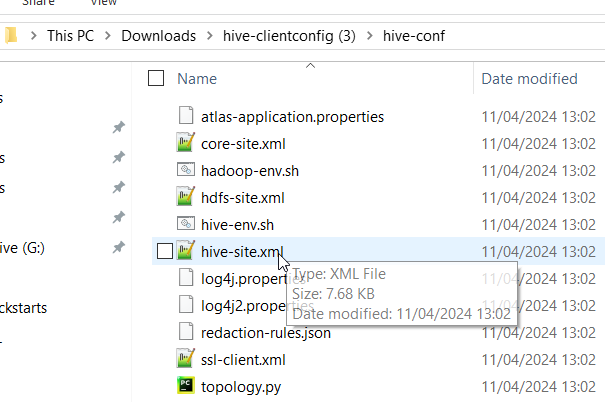 Share View
This PC Downloads hive-clientconfig (3) hive-conf
Name Date modified
atlas-application.properties 11/04/2024 13:02
core-site.xml 11/04/2024 13:02
hadoop-env.sh 11/04/2024 13:02
hdfs-site.xml 11/04/2024 13:02
hive-env.sh 11/04/2024 13:02
ive (G:)
hive-site.xml 11/04/2024 13:02
Type: XML File
log4j.properties 11/04/2024 13:02
Size: 7.68 KB
log4j2.properties 11/04/2024 13:02
ckstarts
Date modified: 11/04/2024 13:02
redaction-rules.json 11/04/2024 13:02
ssl-client.xml 11/04/2024 13:02
topology.py 11/04/2024 13:02